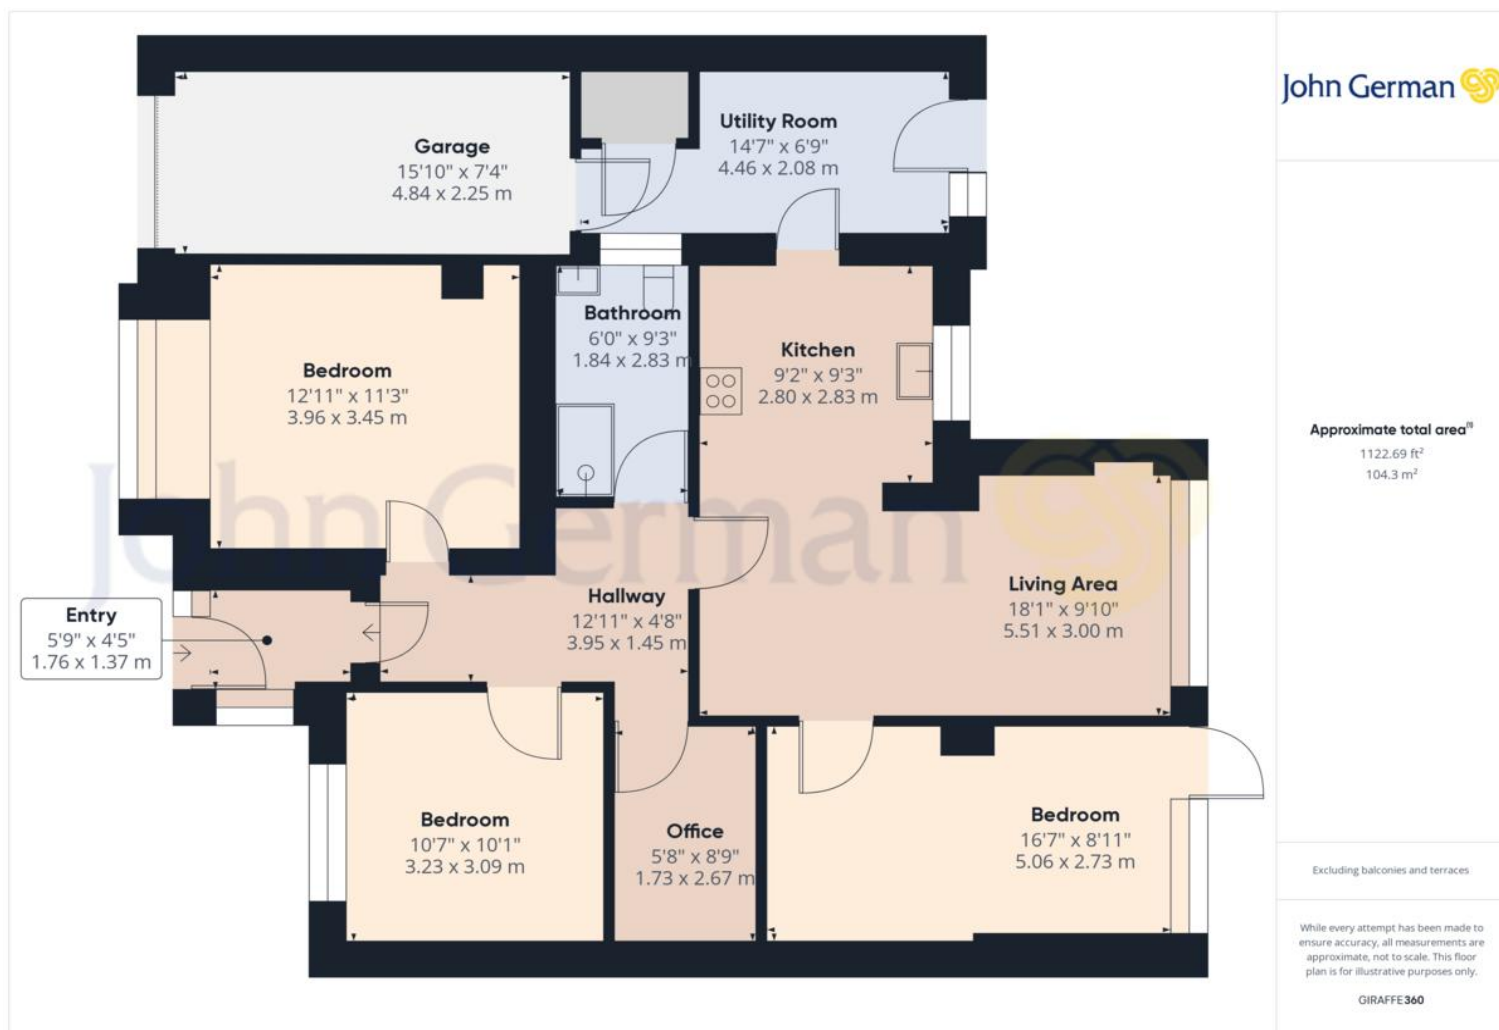 John German
Garage
15'10" x 7'4"
4.84 x 2.25 m
Utility Room
14'7" x 6'9"
4.46 x 2.08 m
Bedroom
12'11" x 11'3"
3.96 x 3.45 m
Bathroom
6'0" x 9'3"
1.84 x 2.83 m
Kitchen
9'2" x 9'3"
2.80 x 2.83 m
Approximate total area⁽¹⁾
1122.69 ft²
104.3 m²
John German
Entry
5'9" x 4'5"
1.76 x 1.37 m
Hallway
12'11" x 4'8"
3.95 x 1.45 m
Living Area
18'1" x 9'10"
5.51 x 3.00 m
Bedroom
10'7" x 10'1"
3.23 x 3.09 m
Office
5'8" x 8'9"
1.73 x 2.67 m
Bedroom
16'7" x 8'11"
5.06 x 2.73 m
Excluding balconies and terraces
While every attempt has been made to
ensure accuracy, all measurements are
approximate, not to scale. This floor
plan is for illustrative purposes only.
GIRAFFE360